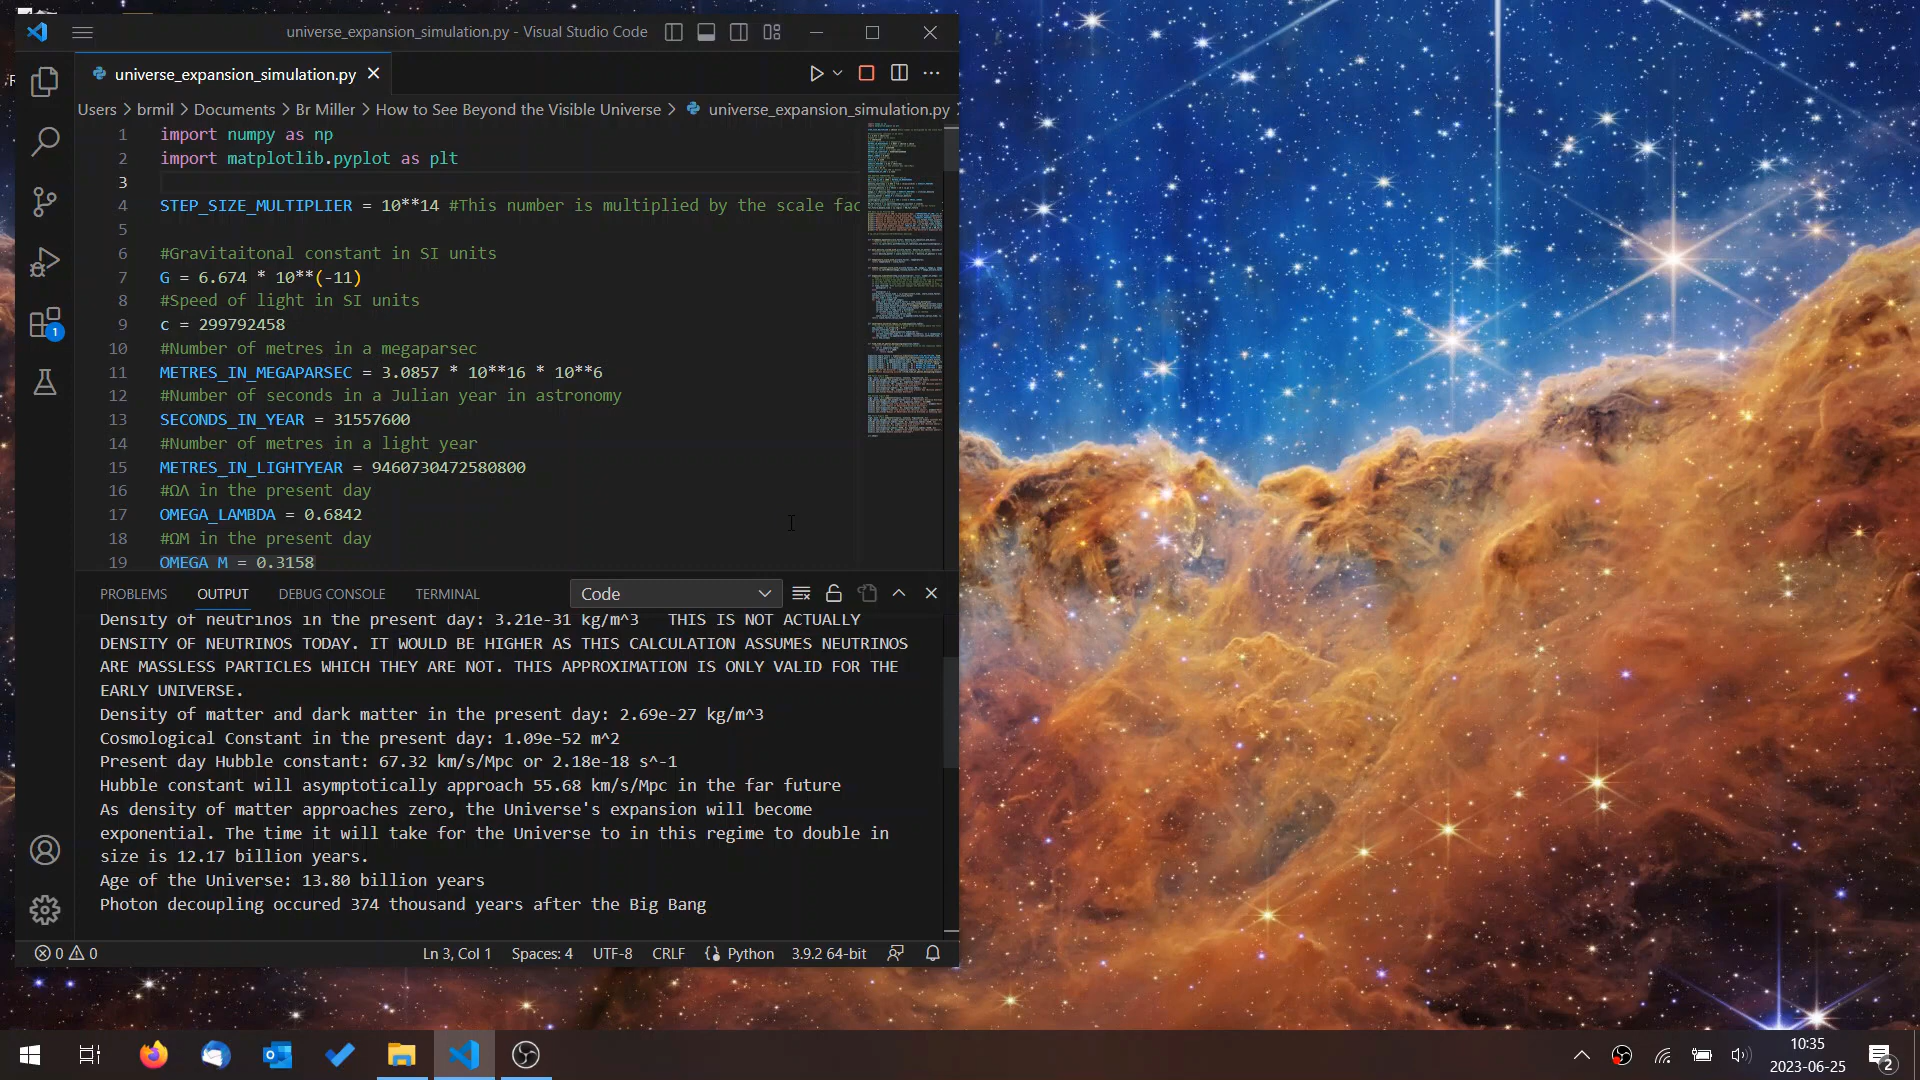 universe_expansion_simulation.py - Visual Studio Code
universe_expansion_simulation.py
Users > brmil > Documents > Br Miller > How to See Beyond the Visible Universe > universe_expansion_simulation.py
1 import numpy as np
2 import matplotlib.pyplot as plt
3
4 STEP_SIZE_MULTIPLIER = 10**14 #This number is multiplied by the scale fac
5
6 #Gravitaitonal constant in SI units
7 G = 6.674 * 10**(-11)
8 #Speed of light in SI units
9 c = 299792458
10 #Number of metres in a megaparsec
11 METRES_IN_MEGAPARSEC = 3.0857 * 10**16 * 10**6
12 #Number of seconds in a Julian year in astronomy
13 SECONDS_IN_YEAR = 31557600
14 #Number of metres in a light year
15 METRES_IN_LIGHTYEAR = 9460730472580800
16 #ΩΛ in the present day
17 OMEGA_LAMBDA = 0.6842
18 #ΩM in the present day
19 OMEGA_M = 0.3158
1
PROBLEMS OUTPUT DEBUG CONSOLE TERMINAL Code
Density of neutrinos in the present day: 3.21e-31 kg/m^3 THIS IS NOT ACTUALLY
DENSITY OF NEUTRINOS TODAY. IT WOULD BE HIGHER AS THIS CALCULATION ASSUMES NEUTRINOS
ARE MASSLESS PARTICLES WHICH THEY ARE NOT. THIS APPROXIMATION IS ONLY VALID FOR THE
EARLY UNIVERSE.
Density of matter and dark matter in the present day: 2.69e-27 kg/m^3
Cosmological Constant in the present day: 1.09e-52 m^2
Present day Hubble constant: 67.32 km/s/Mpc or 2.18e-18 s^-1
Hubble constant will asymptotically approach 55.68 km/s/Mpc in the far future
As density of matter approaches zero, the Universe's expansion will become
exponential. The time it will take for the Universe to in this regime to double in
size is 12.17 billion years.
Age of the Universe: 13.80 billion years
Photon decoupling occured 374 thousand years after the Big Bang
0 0 Ln 3, Col 1 Spaces: 4 UTF-8 CRLF Python 3.9.2 64-bit
10:35
2023-06-25
2